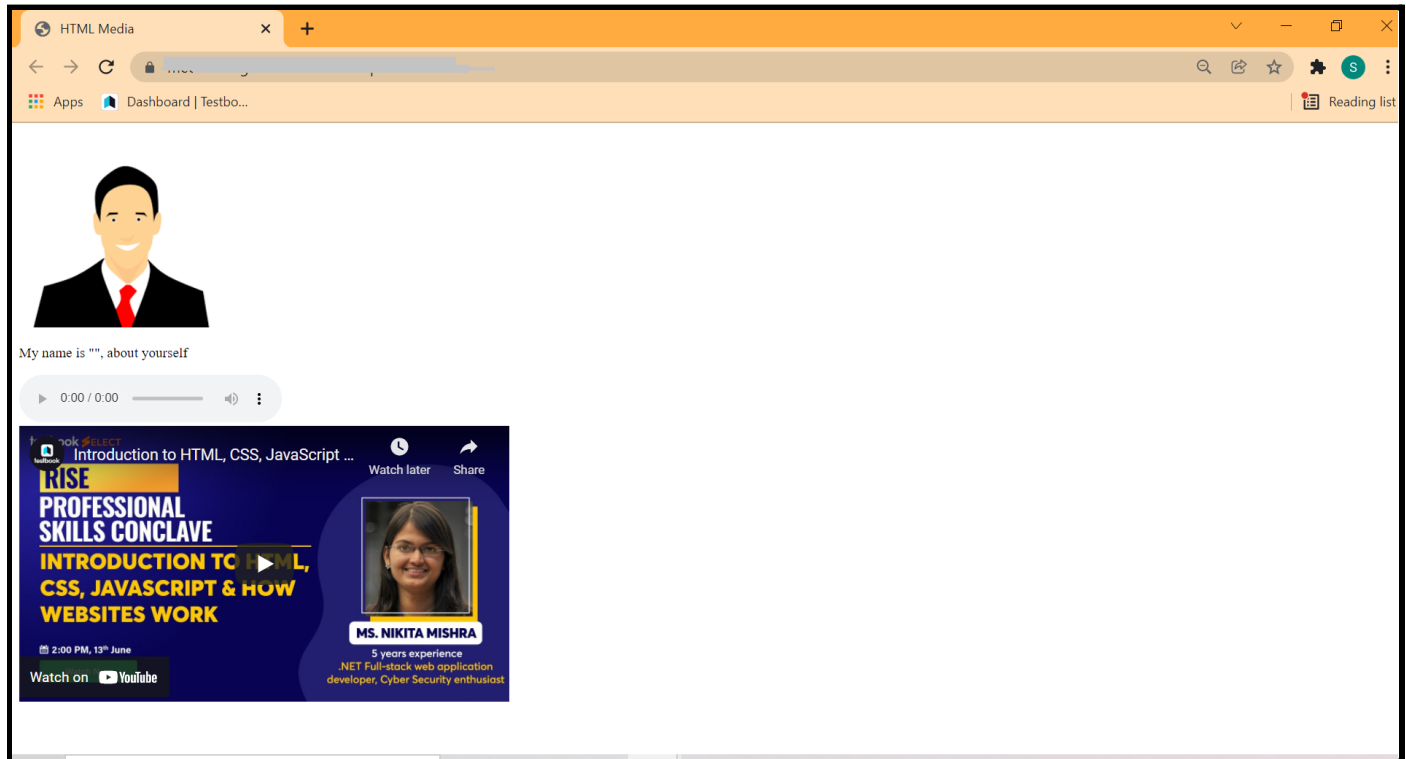 HTML Media
Apps Dashboard | Testbo... Reading list
S
My name is "", about yourself
0:00 / 0:00
SELECT
testbook
Introduction to HTML, CSS, JavaScript ...
Watch later Share
RISE
PROFESSIONAL
SKILLS CONCLAVE
INTRODUCTION TO HTML,
CSS, JAVASCRIPT & HOW
WEBSITES WORK
2:00 PM, 13th June
MS. NIKITA MISHRA
5 years experience
.NET Full-stack web application
developer, Cyber Security enthusiast
Watch on YouTube